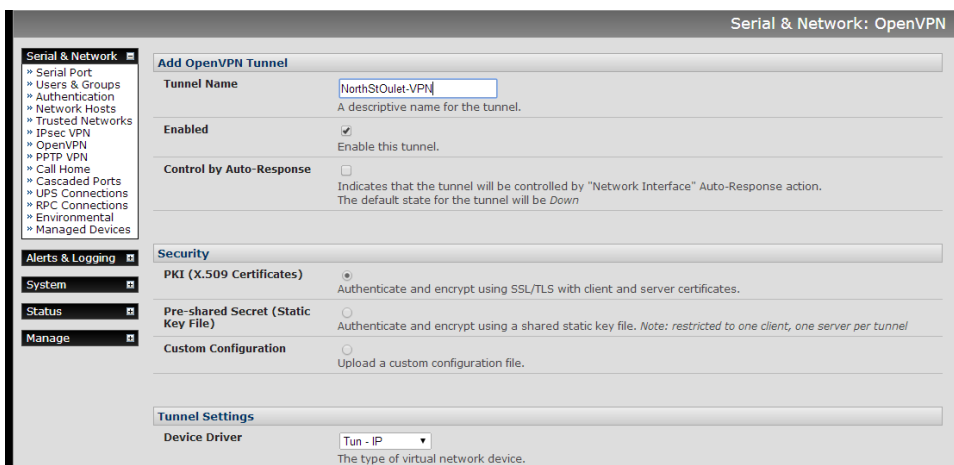 Serial & Network: OpenVPN
Serial & Network
» Serial Port
» Users & Groups
» Authentication
» Network Hosts
» Trusted Networks
» IPsec VPN
» OpenVPN
» PPTP VPN
» Call Home
» Cascaded Ports
» UPS Connections
» RPC Connections
» Environmental
» Managed Devices
Alerts & Logging
System
Status
Manage
Add OpenVPN Tunnel
Tunnel Name
NorthStOulet-VPN
A descriptive name for the tunnel.
Enabled
Enable this tunnel.
Control by Auto-Response
Indicates that the tunnel will be controlled by "Network Interface" Auto-Response action.
The default state for the tunnel will be Down
Security
PKI (X.509 Certificates)
Authenticate and encrypt using SSL/TLS with client and server certificates.
Pre-shared Secret (Static
Key File)
Authenticate and encrypt using a shared static key file. Note: restricted to one client, one server per tunnel
Custom Configuration
Upload a custom configuration file.
Tunnel Settings
Device Driver
Tun - IP
The type of virtual network device.